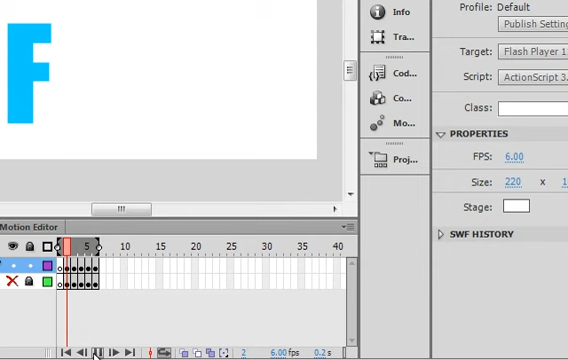 F
Info
Tra...
Cod...
Co...
Mo...
Proj...
Profile: Default
Publish Setting
Target: Flash Player 1
Script: ActionScript 3.
Class:
PROPERTIES
FPS: 6.00
Size: 220 x 1
Stage:
SWF HISTORY
Motion Editor
5 10 15 20 25 30 35 40
2 6.00 fps 0.2 s